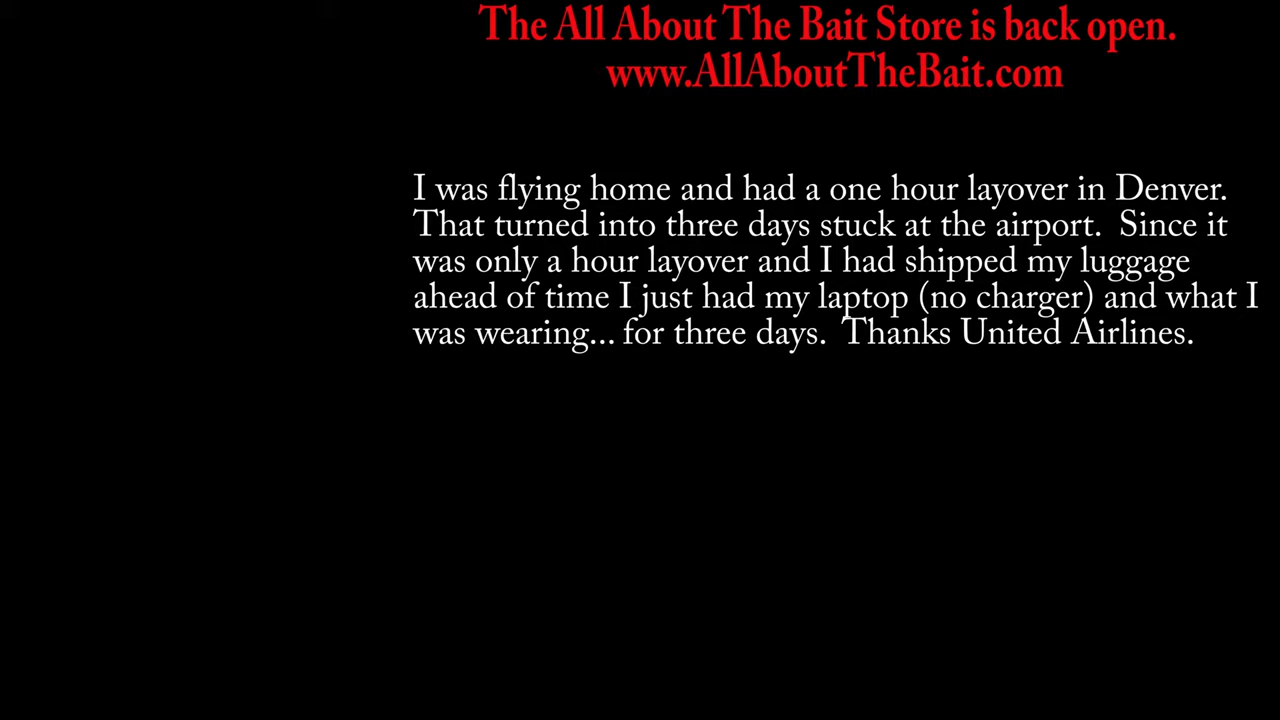 The All About The Bait Store is back open.
www.AllAboutTheBait.com
I was flying home and had a one hour layover in Denver.
That turned into three days stuck at the airport.  Since it
was only a hour layover and I had shipped my luggage
ahead of time I just had my laptop (no charger) and what I
was wearing... for three days.  Thanks United Airlines.